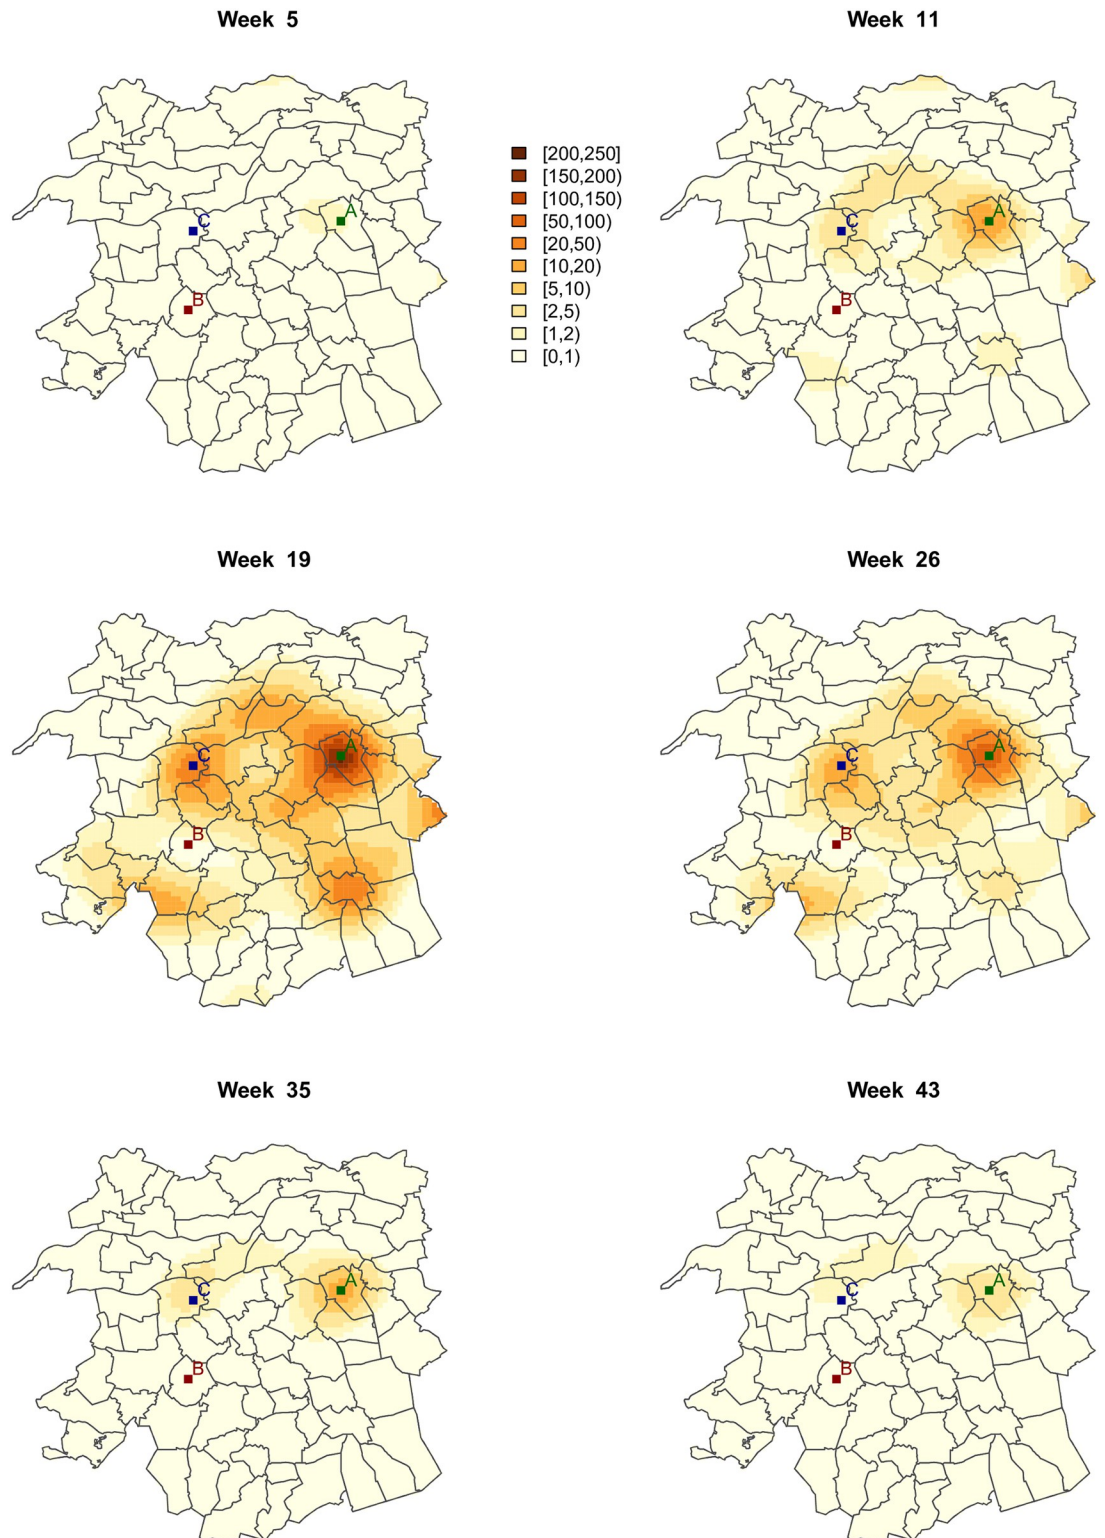 Week 5
Week 11
[200,250]
[150,200)
[100,150)
[50,100)
[20,50)
[10,20)
[5,10)
[2,5)
[1,2)
[0,1)
C
A
B
C
A
B
Week 19
Week 26
C
A
B
C
A
B
Week 35
Week 43
C
A
B
C
A
B